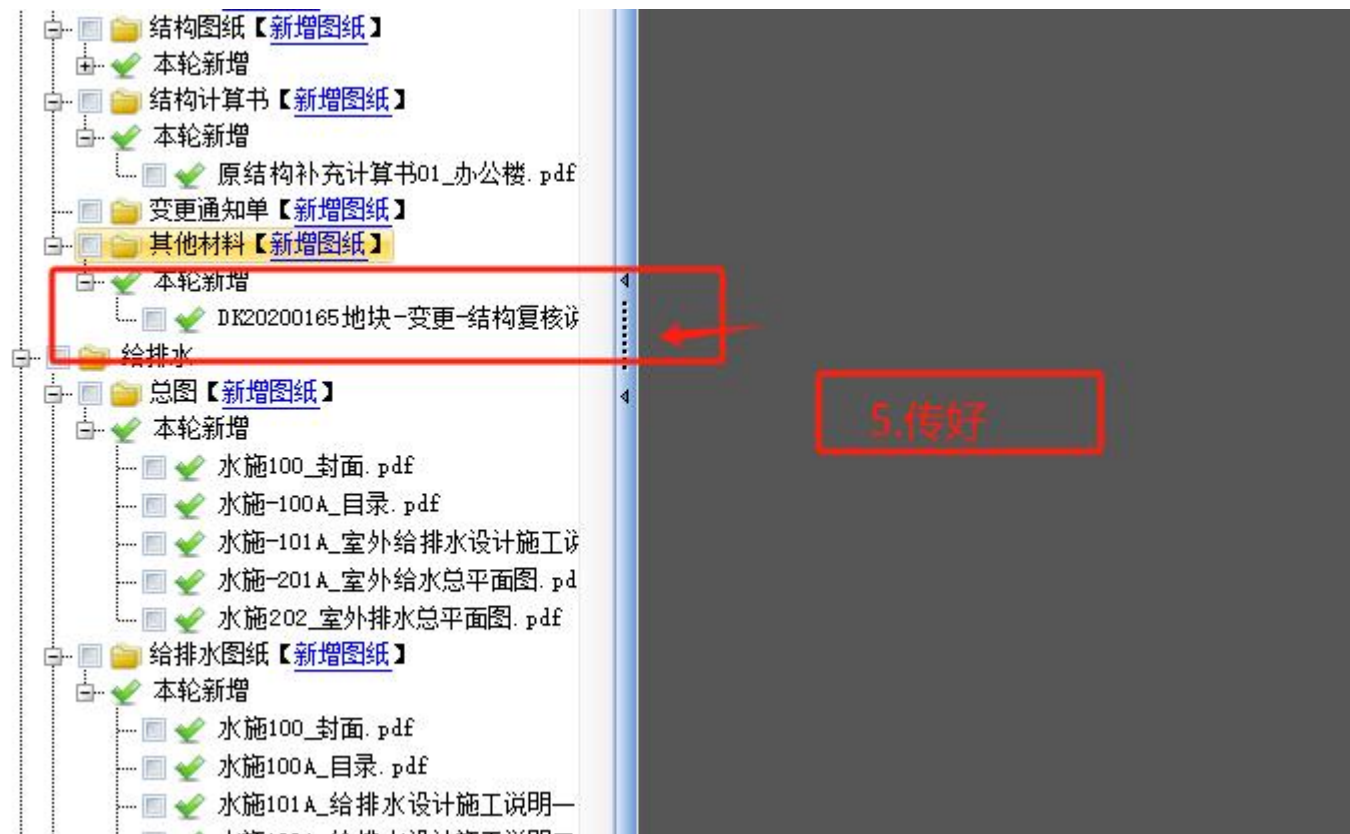 结构图纸【新增图纸】
本轮新增
结构计算书【新增图纸】
本轮新增
原结构补充计算书01_办公楼.pdf
变更通知单【新增图纸】
其他材料【新增图纸】
本轮新增
DK20200165地块-变更-结构复核
给排水
总图【新增图纸】
本轮新增
水施100_封面.pdf
水施-100A_目录.pdf
水施-101A_室外给排水设计施工
水施-201A_室外给水总平面图.pd
水施202_室外排水总平面图.pdf
给排水图纸【新增图纸】
本轮新增
水施100_封面.pdf
水施100A_目录.pdf
水施101A_给排水设计施工说明一
5.传好